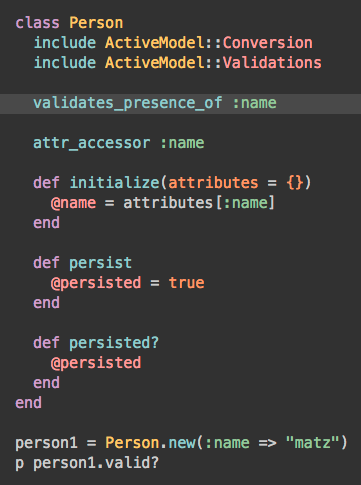 class Person
  include ActiveModel::Conversion
  include ActiveModel::Validations

  validates_presence_of :name

  attr_accessor :name

  def initialize(attributes = {})
    @name = attributes[:name]
  end

  def persist
    @persisted = true
  end

  def persisted?
    @persisted
  end
end

person1 = Person.new(:name => "matz")
p person1.valid?